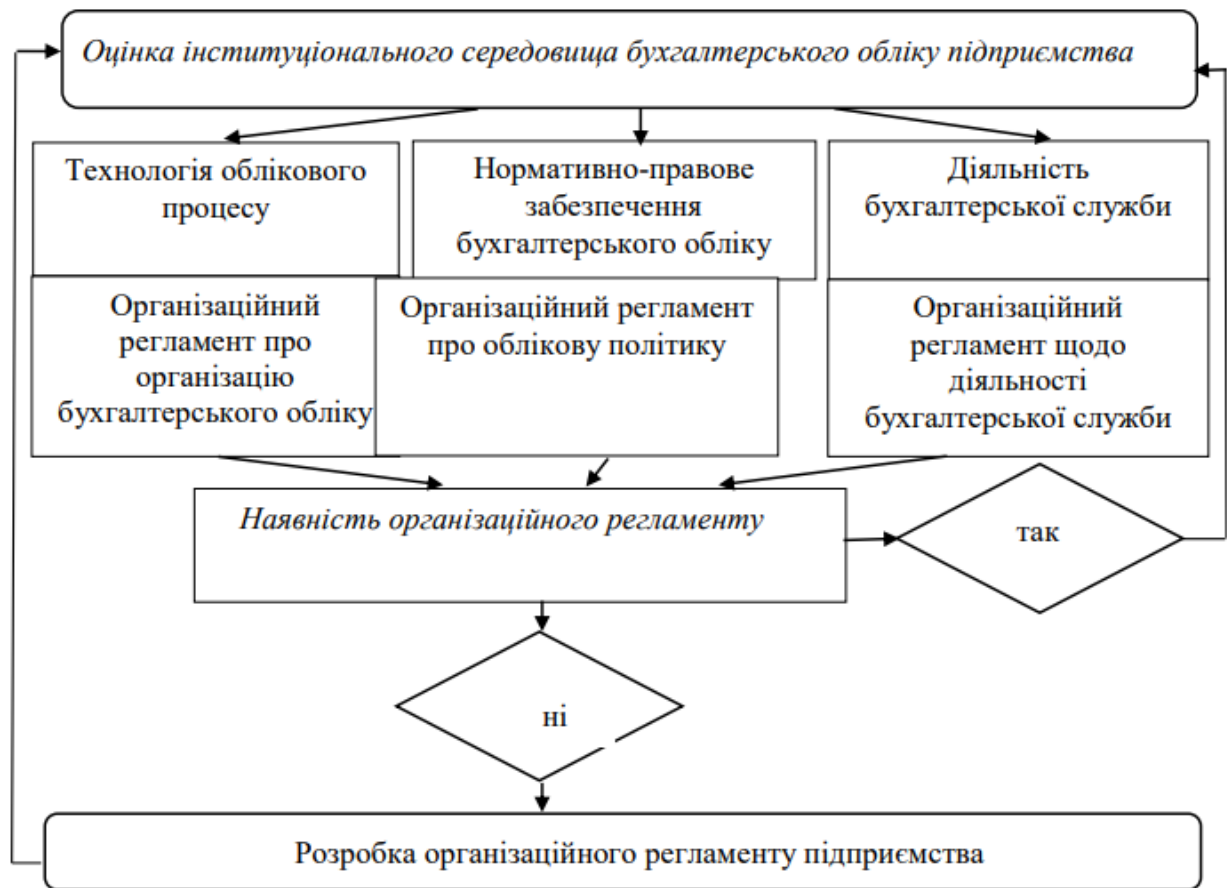 Оцінка інституціонального середовища бухгалтерського обліку підприємства
Технологія облікового
процесу
Нормативно-правове
забезпечення
бухгалтерського обліку
Діяльність
бухгалтерської служби
Організаційний
регламент про
організацію
бухгалтерського обліку
Організаційний регламент
про облікову політику
Організаційний
регламент щодо
діяльності
бухгалтерської служби
Наявність організаційного регламенту
так
ні
Розробка організаційного регламенту підприємства